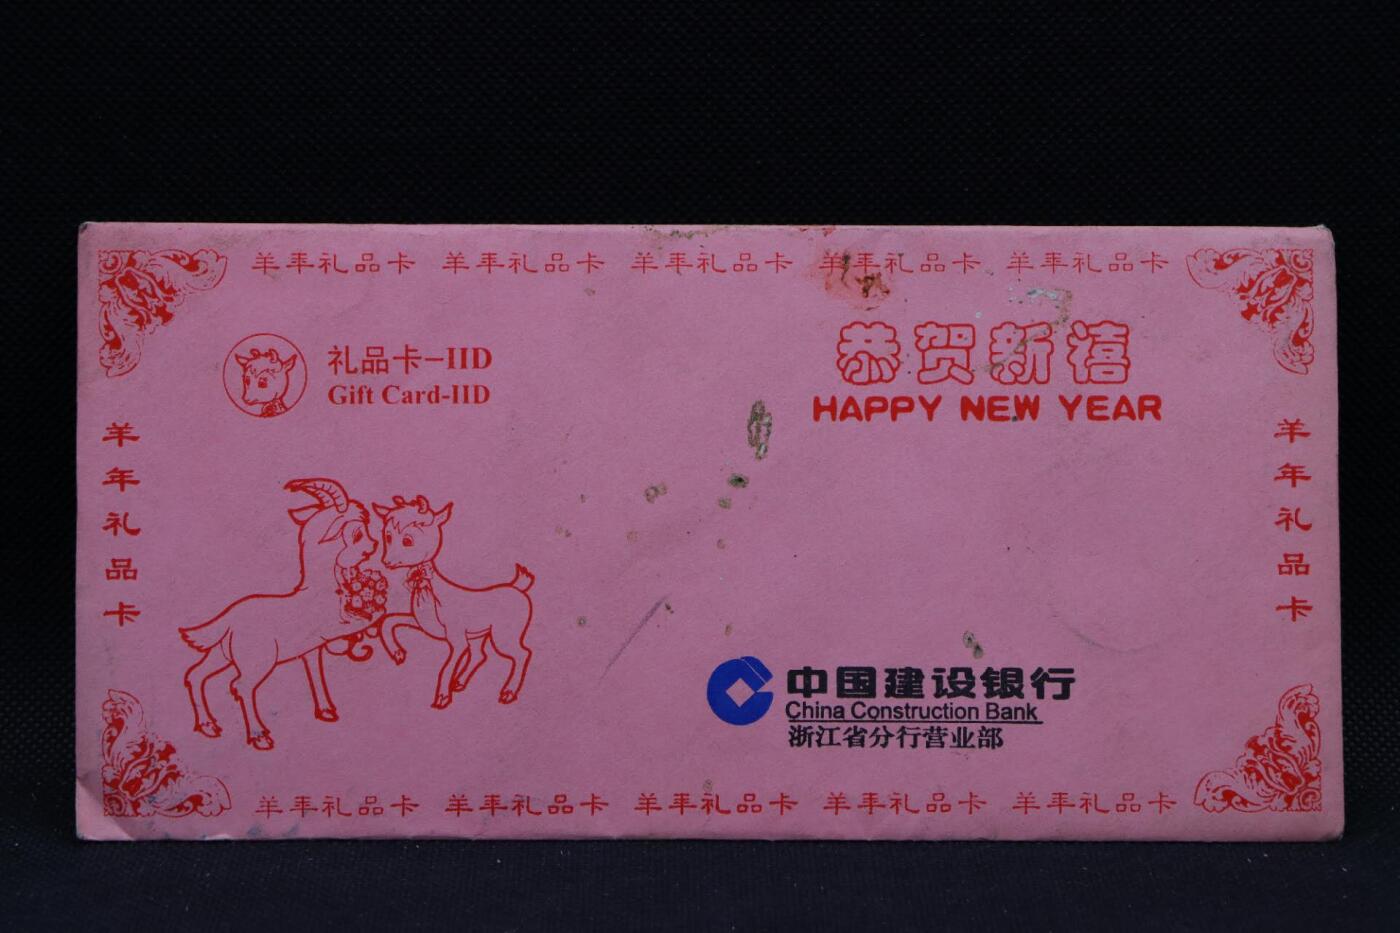 羊年礼品卡 羊年礼品卡 羊年礼品卡 羊年礼品卡 羊年礼品卡
礼品卡-IID
Gift Card-IID
恭贺新禧
HAPPY NEW YEAR
羊年礼品卡
羊年礼品卡
中国建设银行
China Construction Bank
浙江省分行营业部
羊年礼品卡 羊年礼品卡 羊年礼品卡 羊年礼品卡 羊年礼品卡